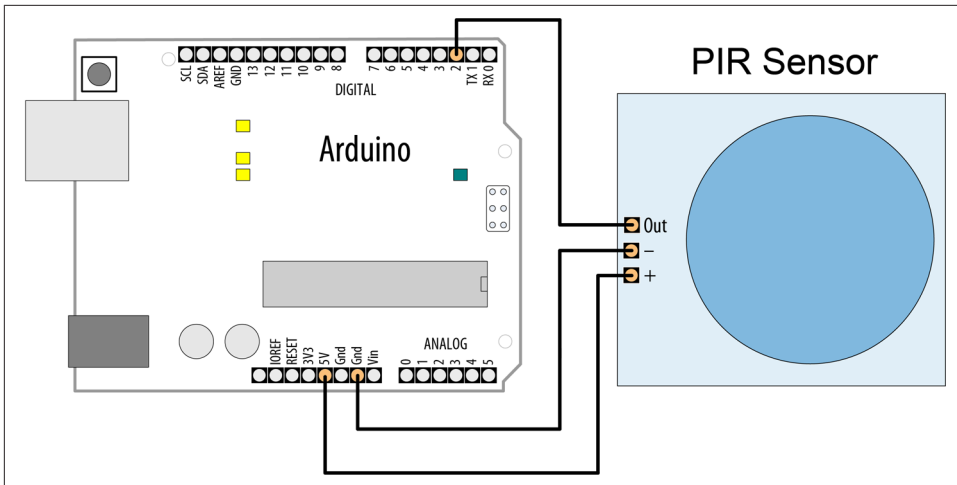 SCL
SDA
AREF
GND
13
12
11
10
9
8
7
6
5
4
3
2
TX 1
RX 0
DIGITAL
PIR Sensor
Arduino
Out
–
+
IOREF
RESET
3V3
5V
Gnd
Gnd
Vin
ANALOG
0
1
2
3
4
5